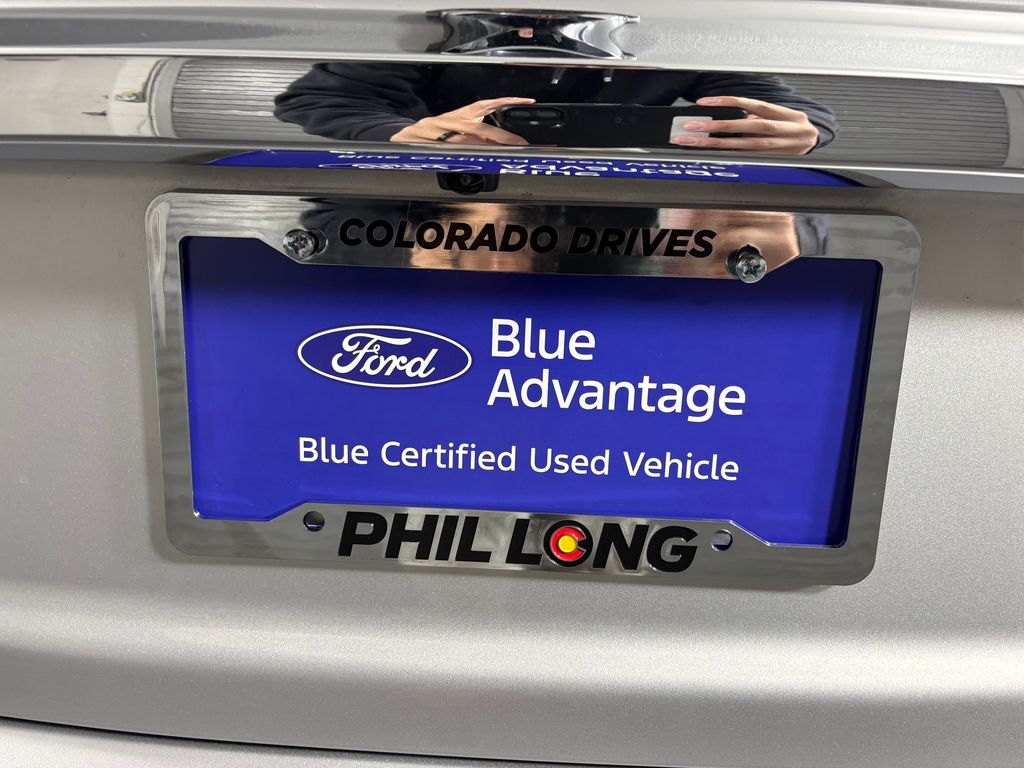 COLORADO DRIVES
Ford
Blue
Advantage
Blue Certified Used Vehicle
PHIL LONG